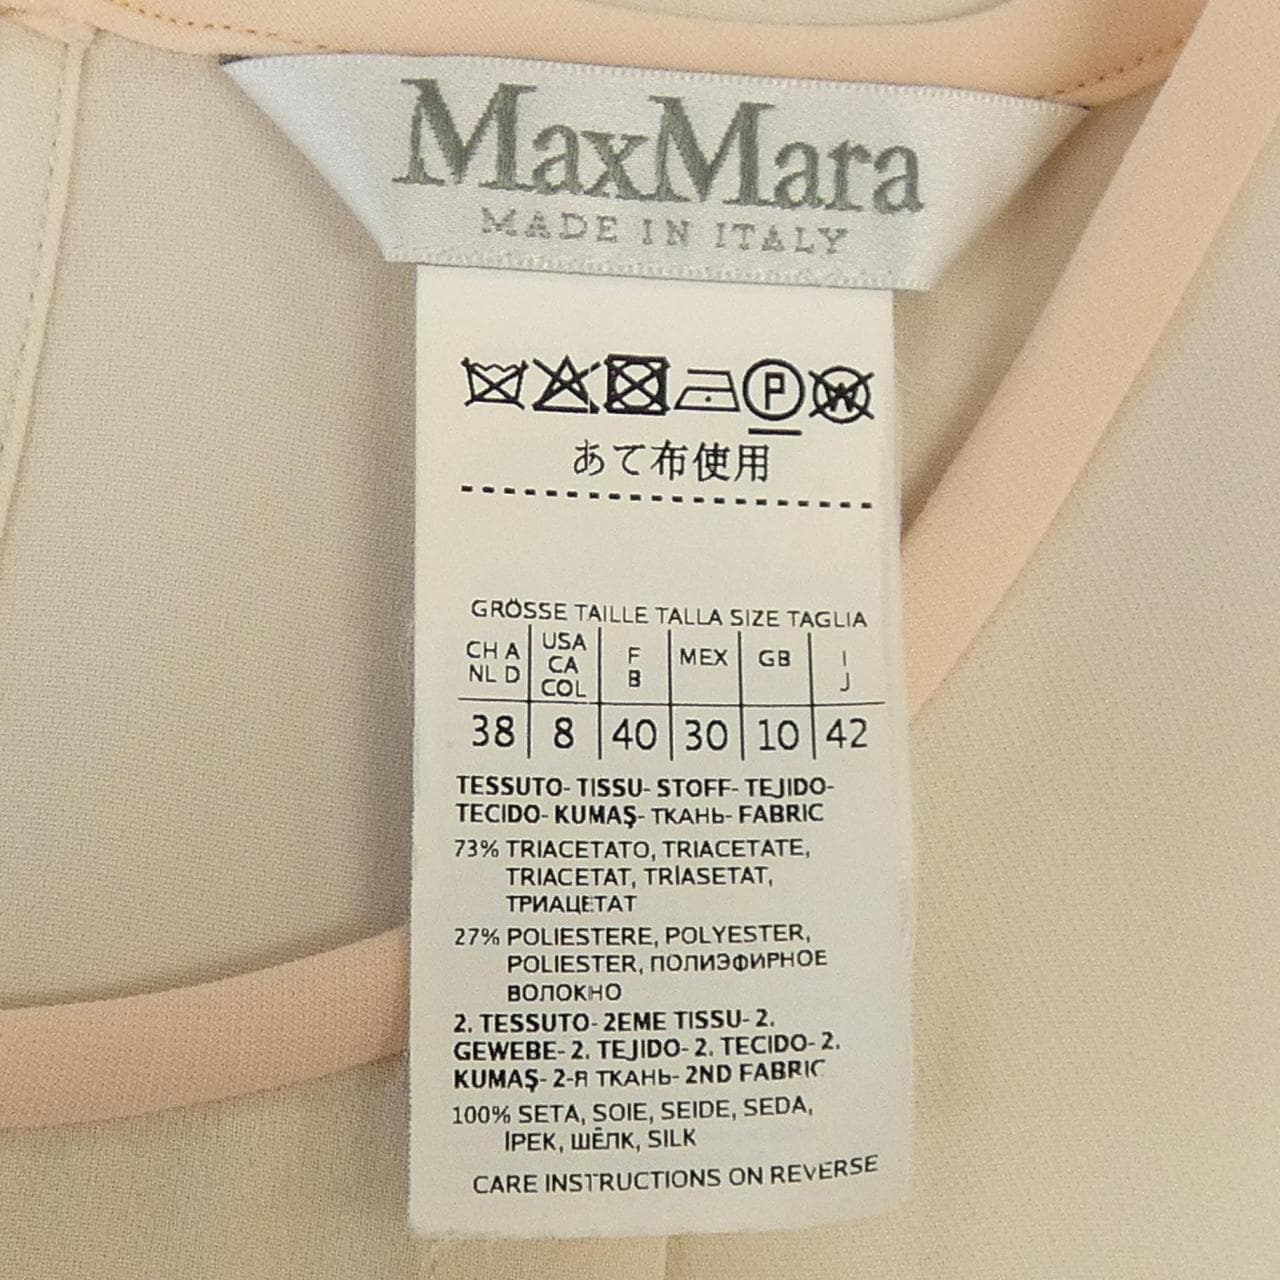 MaxMara
MADE IN ITALY
P W
あて布使用
GRÖSSE TAILLE TALLA SIZE TAGLIA
CH A NL D USA CA COL F B MEX GB I J
38 8 40 30 10 42
TESSUTO- TISSU- STOFF- TEJIDO-
TECIDO- KUMAŞ- ТКАНЬ- FABRIC
73% TRIACETATO, TRIACETATE,
TRIACETAT, TRİASETAT,
ТРИАЦЕТАТ
27% POLIESTERE, POLYESTER,
POLIESTER, ПОЛИЭФИРНОЕ
ВОЛОКНО
2. TESSUTO- 2EME TISSU- 2.
GEWEBE- 2. TEJIDO- 2. TECIDO- 2.
KUMAŞ- 2-Я ТКАНЬ- 2ND FABRIC
100% SETA, SOIE, SEIDE, SEDA,
İPEK, ШЁЛК, SILK
CARE INSTRUCTIONS ON REVERSE